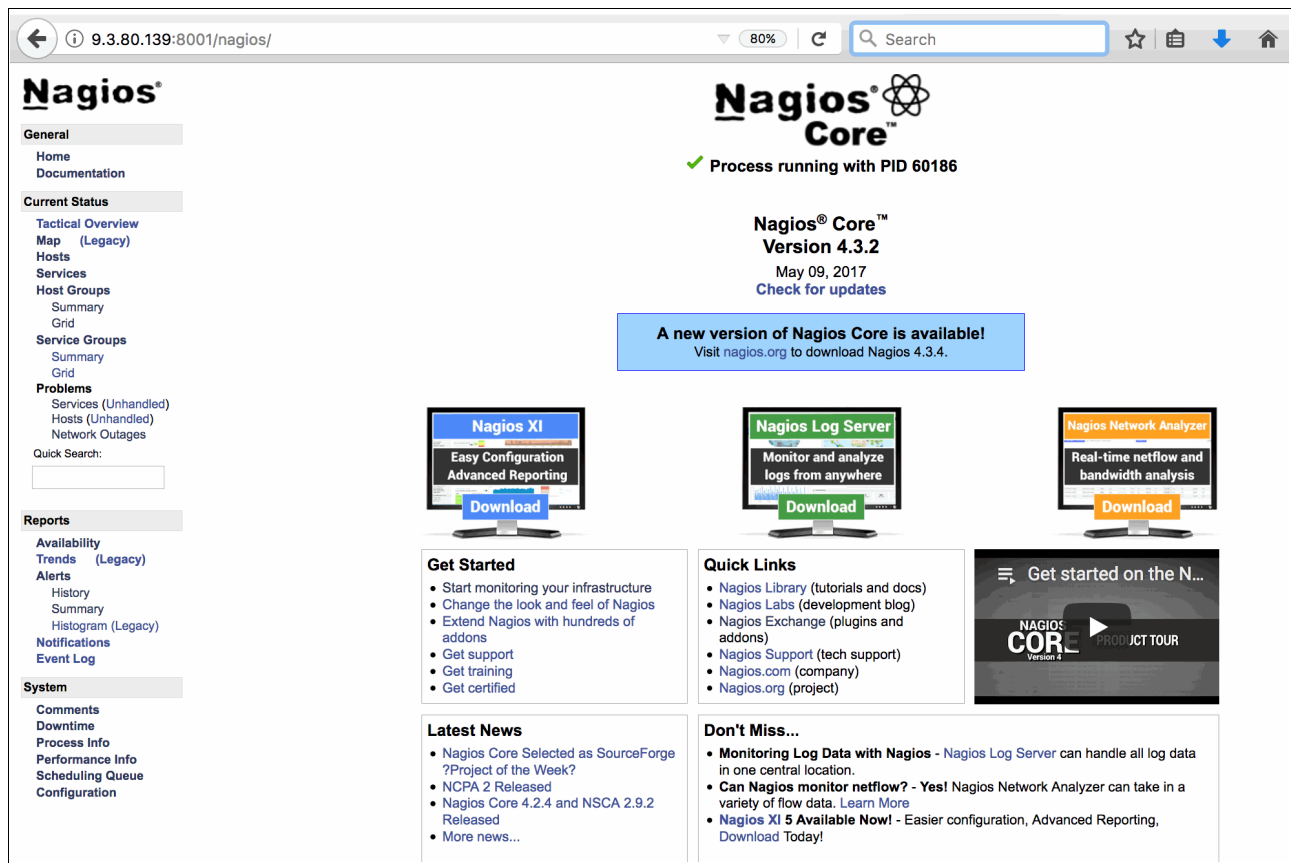 9.3.80.139:8001/nagios/
80%
Search
Nagios®
General
Home
Documentation
Current Status
Tactical Overview
Map (Legacy)
Hosts
Services
Host Groups
Summary
Grid
Service Groups
Summary
Grid
Problems
Services (Unhandled)
Hosts (Unhandled)
Network Outages
Quick Search:
Reports
Availability
Trends (Legacy)
Alerts
History
Summary
Histogram (Legacy)
Notifications
Event Log
System
Comments
Downtime
Process Info
Performance Info
Scheduling Queue
Configuration
Nagios®
Core™
Process running with PID 60186
Nagios® Core™
Version 4.3.2
May 09, 2017
Check for updates
A new version of Nagios Core is available!
Visit nagios.org to download Nagios 4.3.4.
Nagios XI
Easy Configuration
Advanced Reporting
Download
Nagios Log Server
Monitor and analyze
logs from anywhere
Download
Nagios Network Analyzer
Real-time netflow and
bandwidth analysis
Download
Get Started
Start monitoring your infrastructure
Change the look and feel of Nagios
Extend Nagios with hundreds of
addons
Get support
Get training
Get certified
Quick Links
Nagios Library (tutorials and docs)
Nagios Labs (development blog)
Nagios Exchange (plugins and
addons)
Nagios Support (tech support)
Nagios.com (company)
Nagios.org (project)
Get started on the N...
NAGIOS
CORE PRODUCT TOUR
Version 4
Latest News
Nagios Core Selected as SourceForge
?Project of the Week?
NCPA 2 Released
Nagios Core 4.2.4 and NSCA 2.9.2
Released
More news...
Don't Miss...
Monitoring Log Data with Nagios - Nagios Log Server can handle all log data
in one central location.
Can Nagios monitor netflow? - Yes! Nagios Network Analyzer can take in a
variety of flow data. Learn More
Nagios XI 5 Available Now! - Easier configuration, Advanced Reporting,
Download Today!